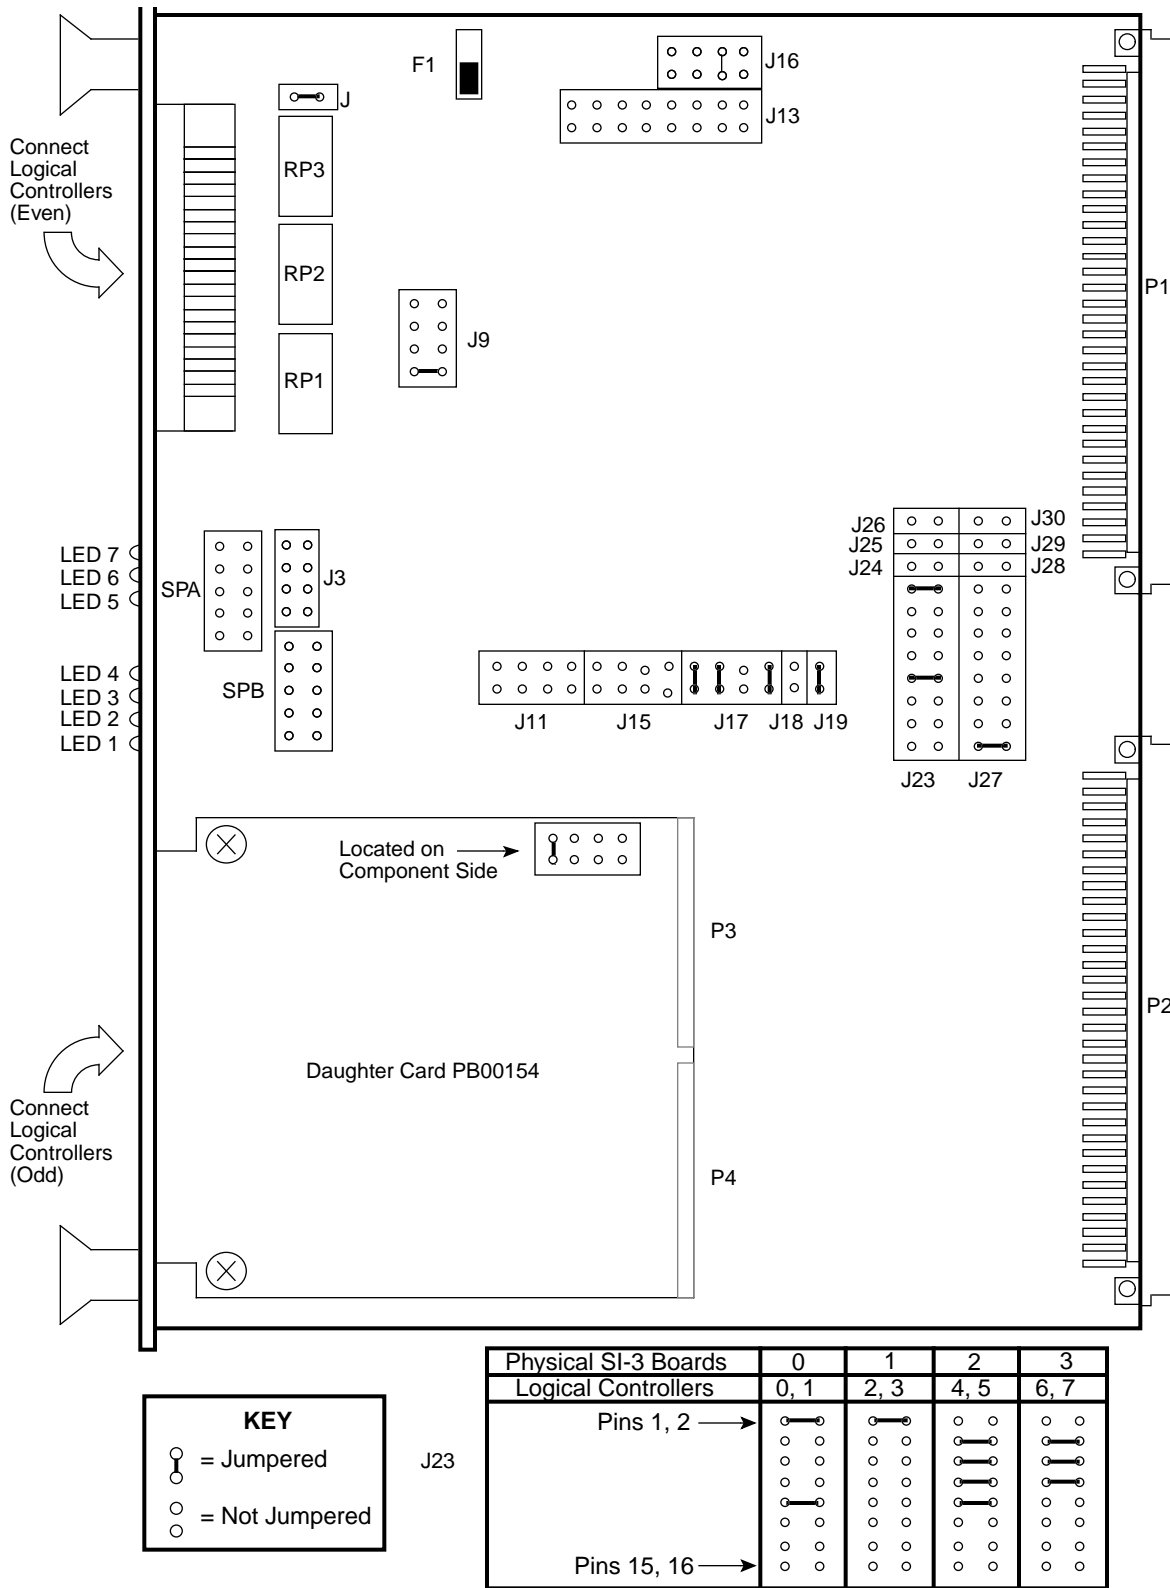 F1
J16
J
J13
Connect
Logical
Controllers
(Even)
RP3
RP2
P1
J9
RP1
J26
J30
J25
J29
J24
J28
LED 7
LED 6
LED 5
SPA
J3
LED 4
LED 3
LED 2
LED 1
SPB
J11
J15
J17
J18
J19
J23
J27
Located on
Component Side
P3
P2
Daughter Card PB00154
Connect
Logical
Controllers
(Odd)
P4
Physical SI-3 Boards 0 1 2 3
Logical Controllers 0, 1 2, 3 4, 5 6, 7
Pins 1, 2
KEY
= Jumpered
J23
= Not Jumpered
Pins 15, 16